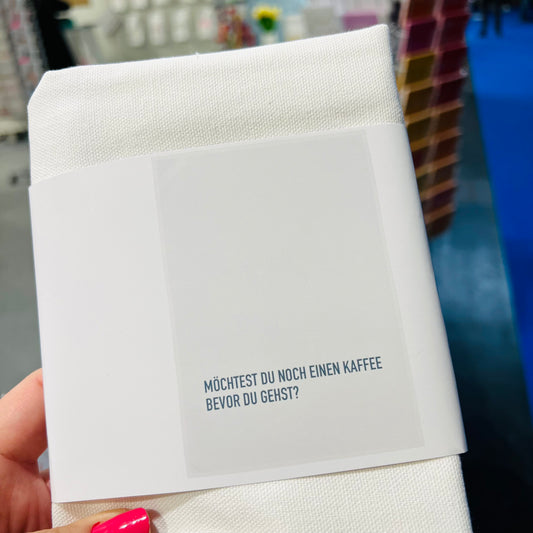 MÖCHTEST DU NOCH EINEN KAFFEE
BEVOR DU GEHST?